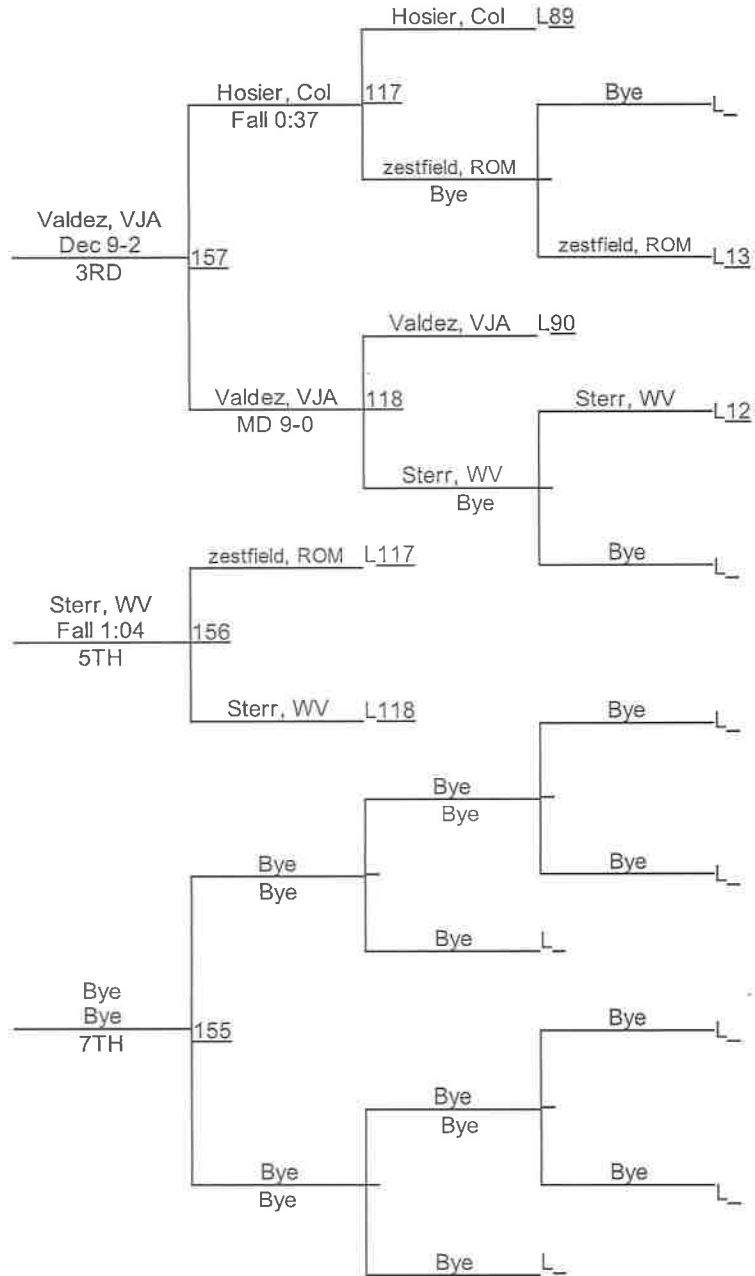 Hosier, Col L89
Hosier, Col 117 Bye L_
Fall 0:37
zestfield, ROM
Bye
Valdez, VJA
Dec 9-2 157 zestfield, ROM L13
3RD
Valdez, VJA L90
Valdez, VJA 118 Sterr, WV L12
MD 9-0
Sterr, WV
Bye
zestfield, ROM L117 Bye L_
Sterr, WV
Fall 1:04 156
5TH
Sterr, WV L118 Bye L_
Bye
Bye
Bye Bye L_
Bye
Bye L_
Bye
Bye 155 Bye L_
7TH
Bye
Bye
Bye Bye L_
Bye
Bye L_